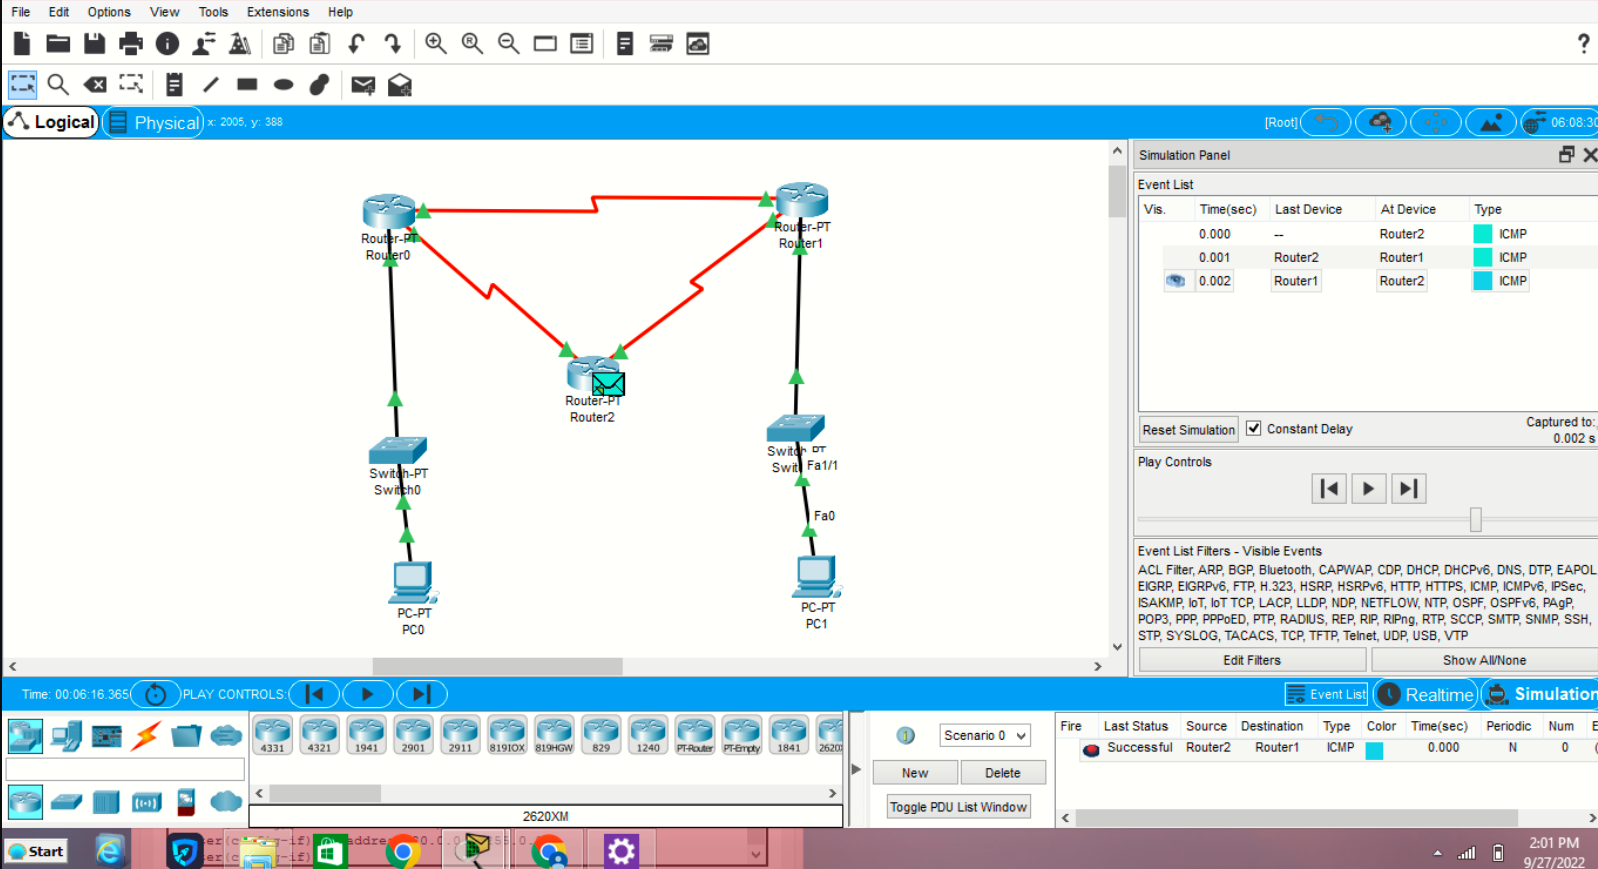 File Edit Options View Tools Extensions Help
?
Logical Physical x: 2005, y: 388 [Root] 06:08:30
Simulation Panel
Event List
Vis. Time(sec) Last Device At Device Type
0.000 -- Router2 ICMP
0.001 Router2 Router1 ICMP
0.002 Router1 Router2 ICMP
Reset Simulation Constant Delay Captured to:
0.002 s
Play Controls
Event List Filters - Visible Events
ACL Filter, ARP, BGP, Bluetooth, CAPWAP, CDP, DHCP, DHCPv6, DNS, DTP, EAPOL,
EIGRP, EIGRPv6, FTP, H.323, HSRP, HSRPv6, HTTP, HTTPS, ICMP, ICMPv6, IPSec,
ISAKMP, IoT, IoT TCP, LACP, LLDP, NDP, NETFLOW, NTP, OSPF, OSPFv6, PAgP,
POP3, PPP, PPPoED, PTP, RADIUS, REP, RIP, RIPng, RTP, SCCP, SMTP, SNMP, SSH,
STP, SYSLOG, TACACS, TCP, TFTP, Telnet, UDP, USB, VTP
Edit Filters Show All/None
Router-PT
Router0
Router-PT
Router1
Router-PT
Router2
Switch-PT
Switch0
Fa1/1
Fa0
PC-PT
PC0
PC-PT
PC1
Time: 00:06:16.365 PLAY CONTROLS: Event List Realtime Simulation
4331 4321 1941 2901 2911 819IOX 819HGW 829 1240 PT-Router PT-Empty 1841
2620XM
Scenario 0
New Delete
Toggle PDU List Window
Fire Last Status Source Destination Type Color Time(sec) Periodic Num
Successful Router2 Router1 ICMP 0.000 N 0
Start
2:01 PM
9/27/2022